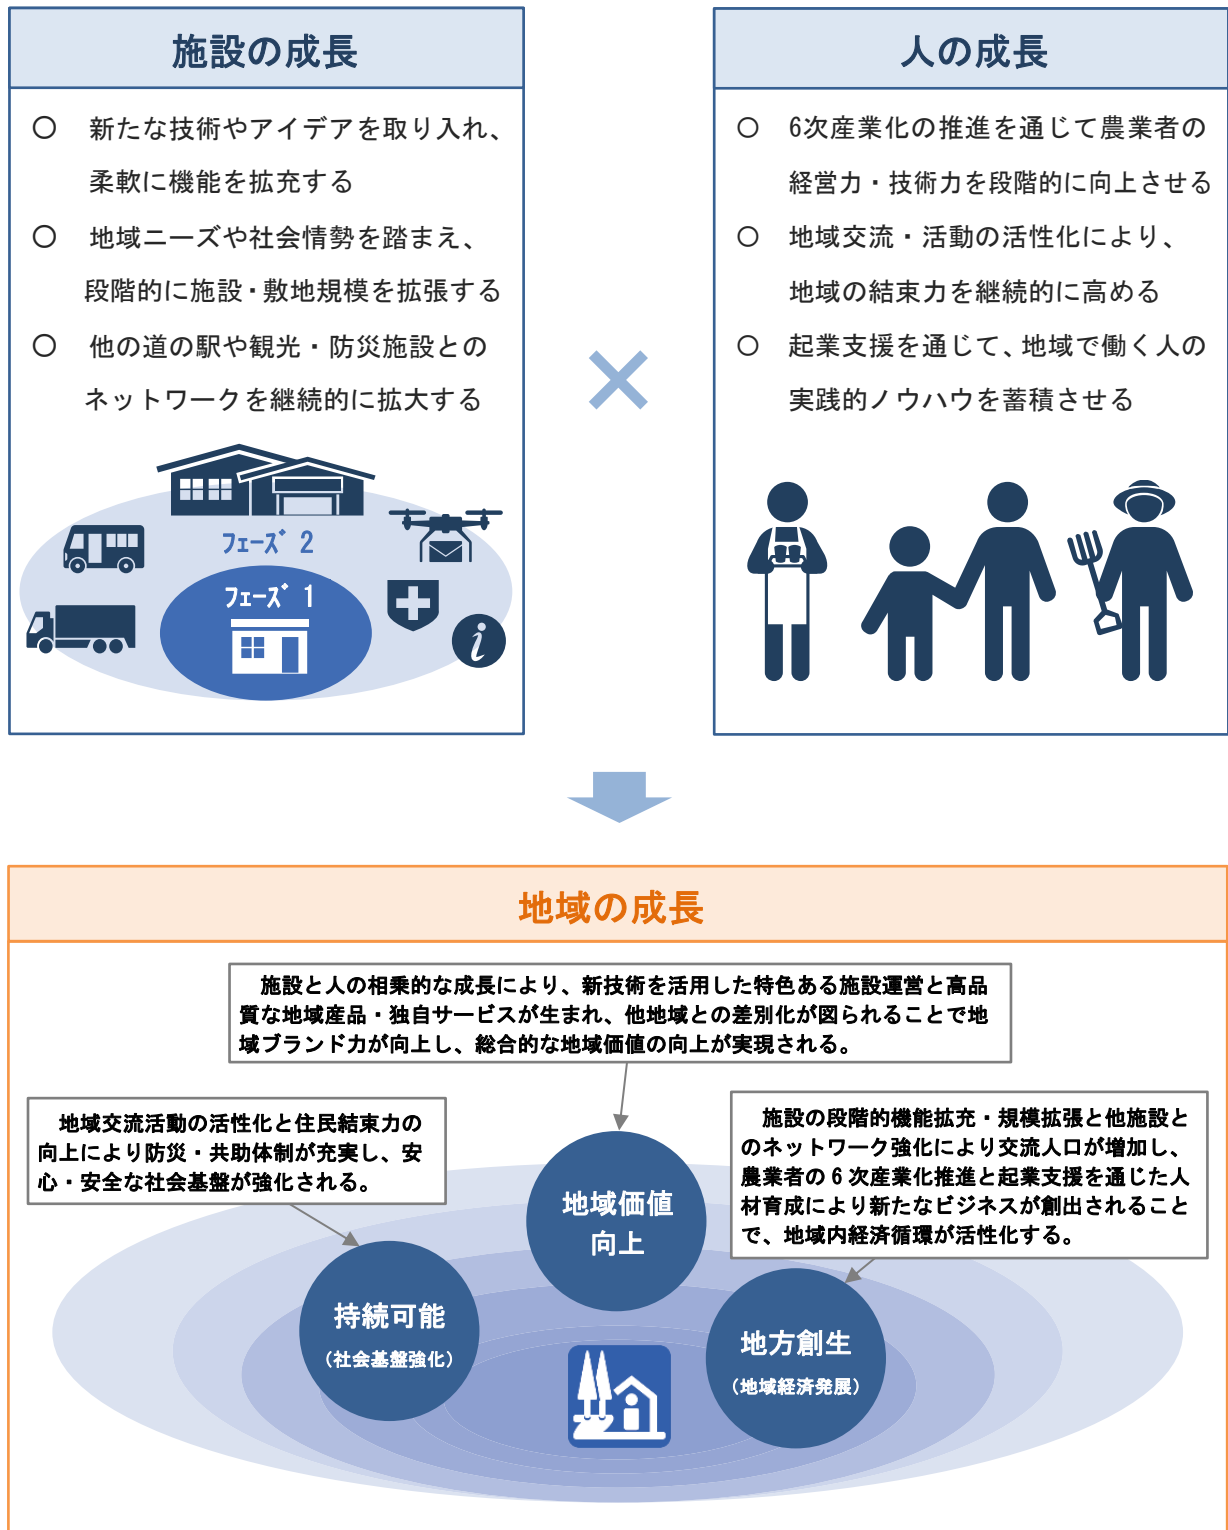 施設の成長
○ 新たな技術やアイデアを取り入れ、
柔軟に機能を拡充する
○ 地域ニーズや社会情勢を踏まえ、
段階的に施設・敷地規模を拡張する
○ 他の道の駅や観光・防災施設との
ネットワークを継続的に拡大する
フェーズ 2
フェーズ 1
i
×
人の成長
○ 6次産業化の推進を通じて農業者の
経営力・技術力を段階的に向上させる
○ 地域交流・活動の活性化により、
地域の結束力を継続的に高める
○ 起業支援を通じて、地域で働く人の
実践的ノウハウを蓄積させる
地域の成長
施設と人の相乗的な成長により、新技術を活用した特色ある施設運営と高品
質な地域産品・独自サービスが生まれ、他地域との差別化が図られることで地
域ブランド力が向上し、総合的な地域価値の向上が実現される。
地域交流活動の活性化と住民結束力の
向上により防災・共助体制が充実し、安
心・安全な社会基盤が強化される。
施設の段階的機能拡充・規模拡張と他施設と
のネットワーク強化により交流人口が増加し、
農業者の6次産業化推進と起業支援を通じた人
材育成により新たなビジネスが創出されること
で、地域内経済循環が活性化する。
地域価値
向上
持続可能
（社会基盤強化）
地方創生
（地域経済発展）